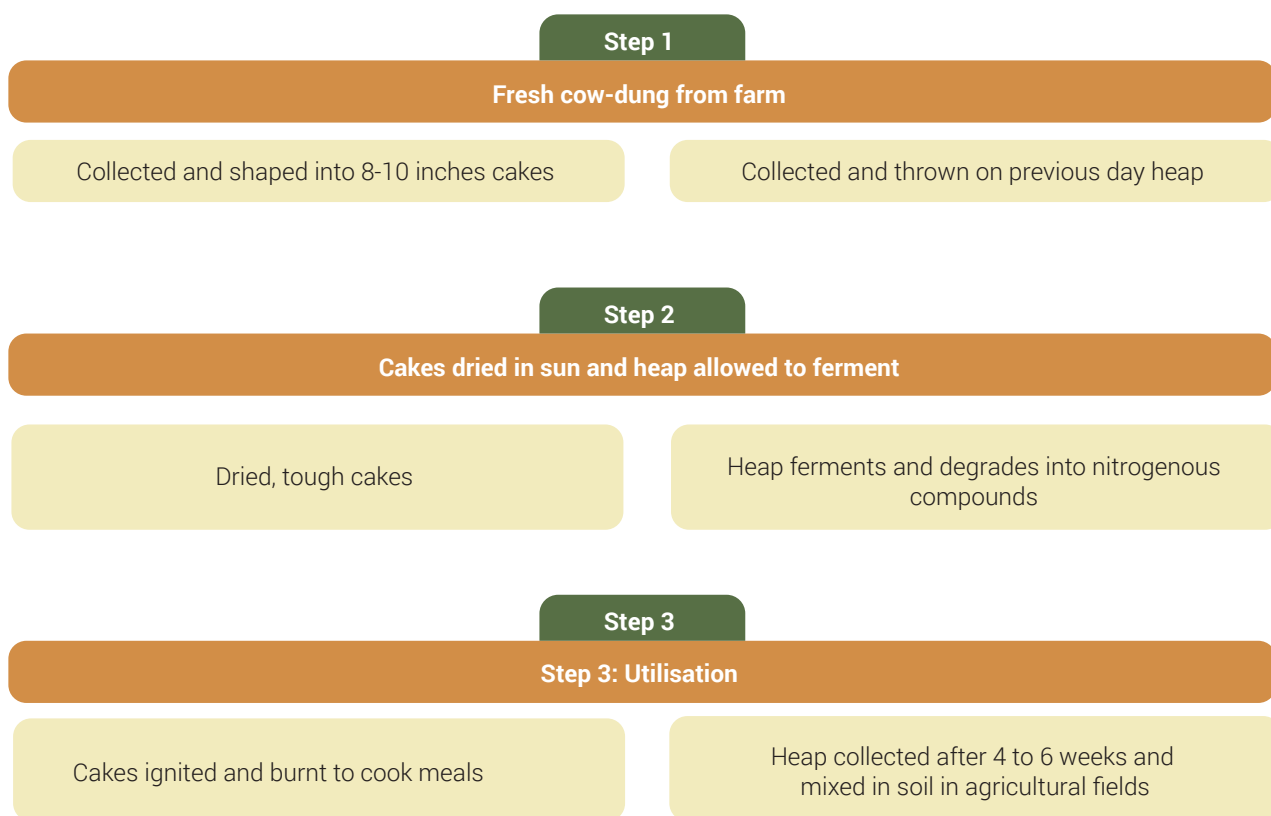 Step 1
Fresh cow-dung from farm
Collected and shaped into 8-10 inches cakes
Collected and thrown on previous day heap
Step 2
Cakes dried in sun and heap allowed to ferment
Dried, tough cakes
Heap ferments and degrades into nitrogenous
compounds
Step 3
Step 3: Utilisation
Cakes ignited and burnt to cook meals
Heap collected after 4 to 6 weeks and
mixed in soil in agricultural fields